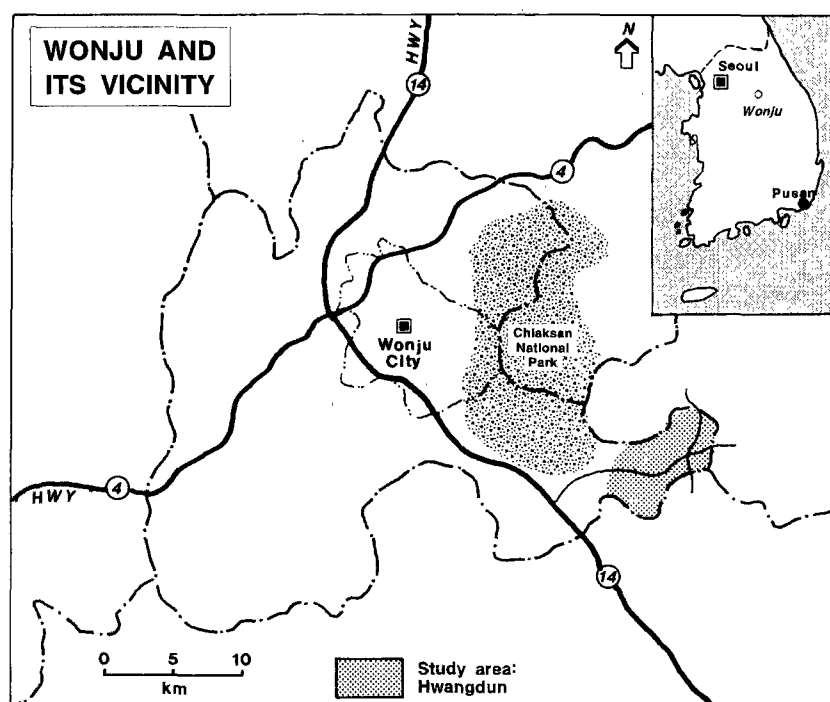 WONJU AND
ITS VICINITY
HWY
14
N
Seoul
Wonju
Pusan
4
Chiaksan
National
Park
Wonju
City
HWY
4
14
0 5 10
km
Study area:
Hwangdun